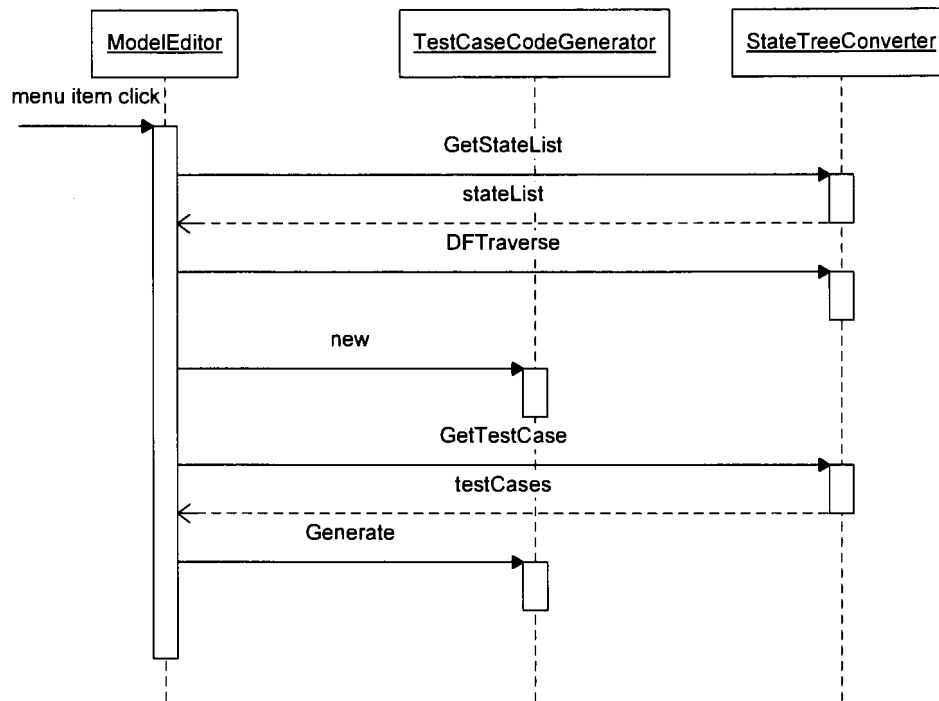 ModelEditor
TestCaseCodeGenerator
StateTreeConverter
menu item click
GetStateList
stateList
DFTraverse
new
GetTestCase
testCases
Generate